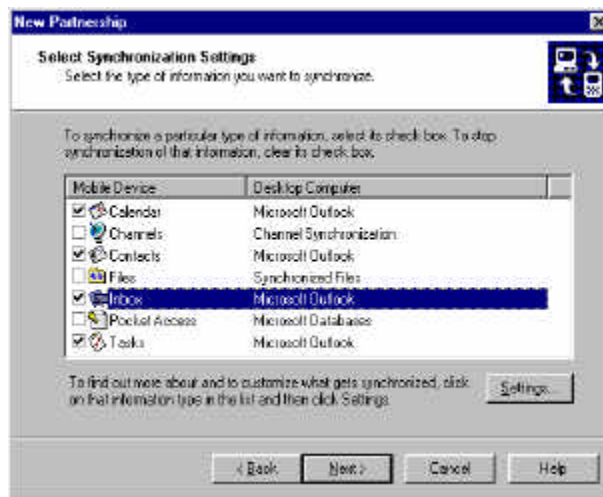 New Partnership
Select Synchronization Settings
Select the type of information you want to synchronize.
To synchronize a particular type of information, select its check box. To stop
synchronization of that information, clear its check box.
Mobile Device Desktop Computer
Calendar Microsoft Outlook
Channels Channel Synchronization
Contacts Microsoft Outlook
Files Synchronized Files
Inbox Microsoft Outlook
Pocket Access Microsoft Databases
Tasks Microsoft Outlook
To find out more about and to customize what gets synchronized, click
on that information type in the list and then click Settings.
Settings...
< Back Next > Cancel Help